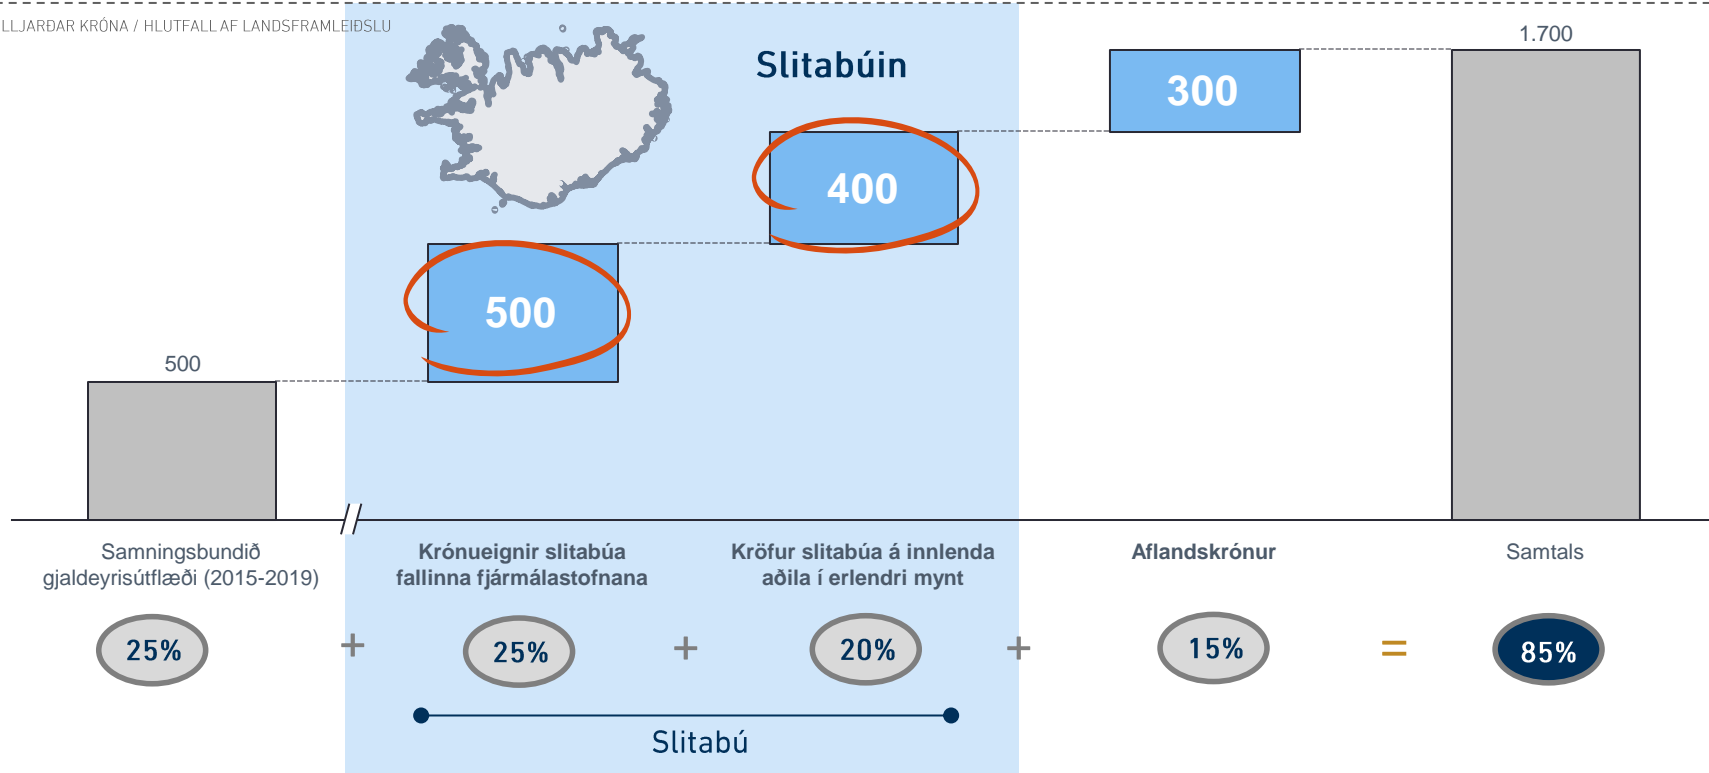 LLJARÐAR KRÓNA / HLUTFALL AF LANDSFRAMLEIÐSLU
Slitabúin
1.700
300
400
500
500
Samningsbundið
gjaldeyrisútflæði (2015-2019)
Krónueignir slitabúa
fallinna fjármálastofnana
Kröfur slitabúa á innlenda
aðila í erlendri mynt
Aflandskrónur
Samtals
25% + 25% + 20% + 15% = 85%
Slitabú